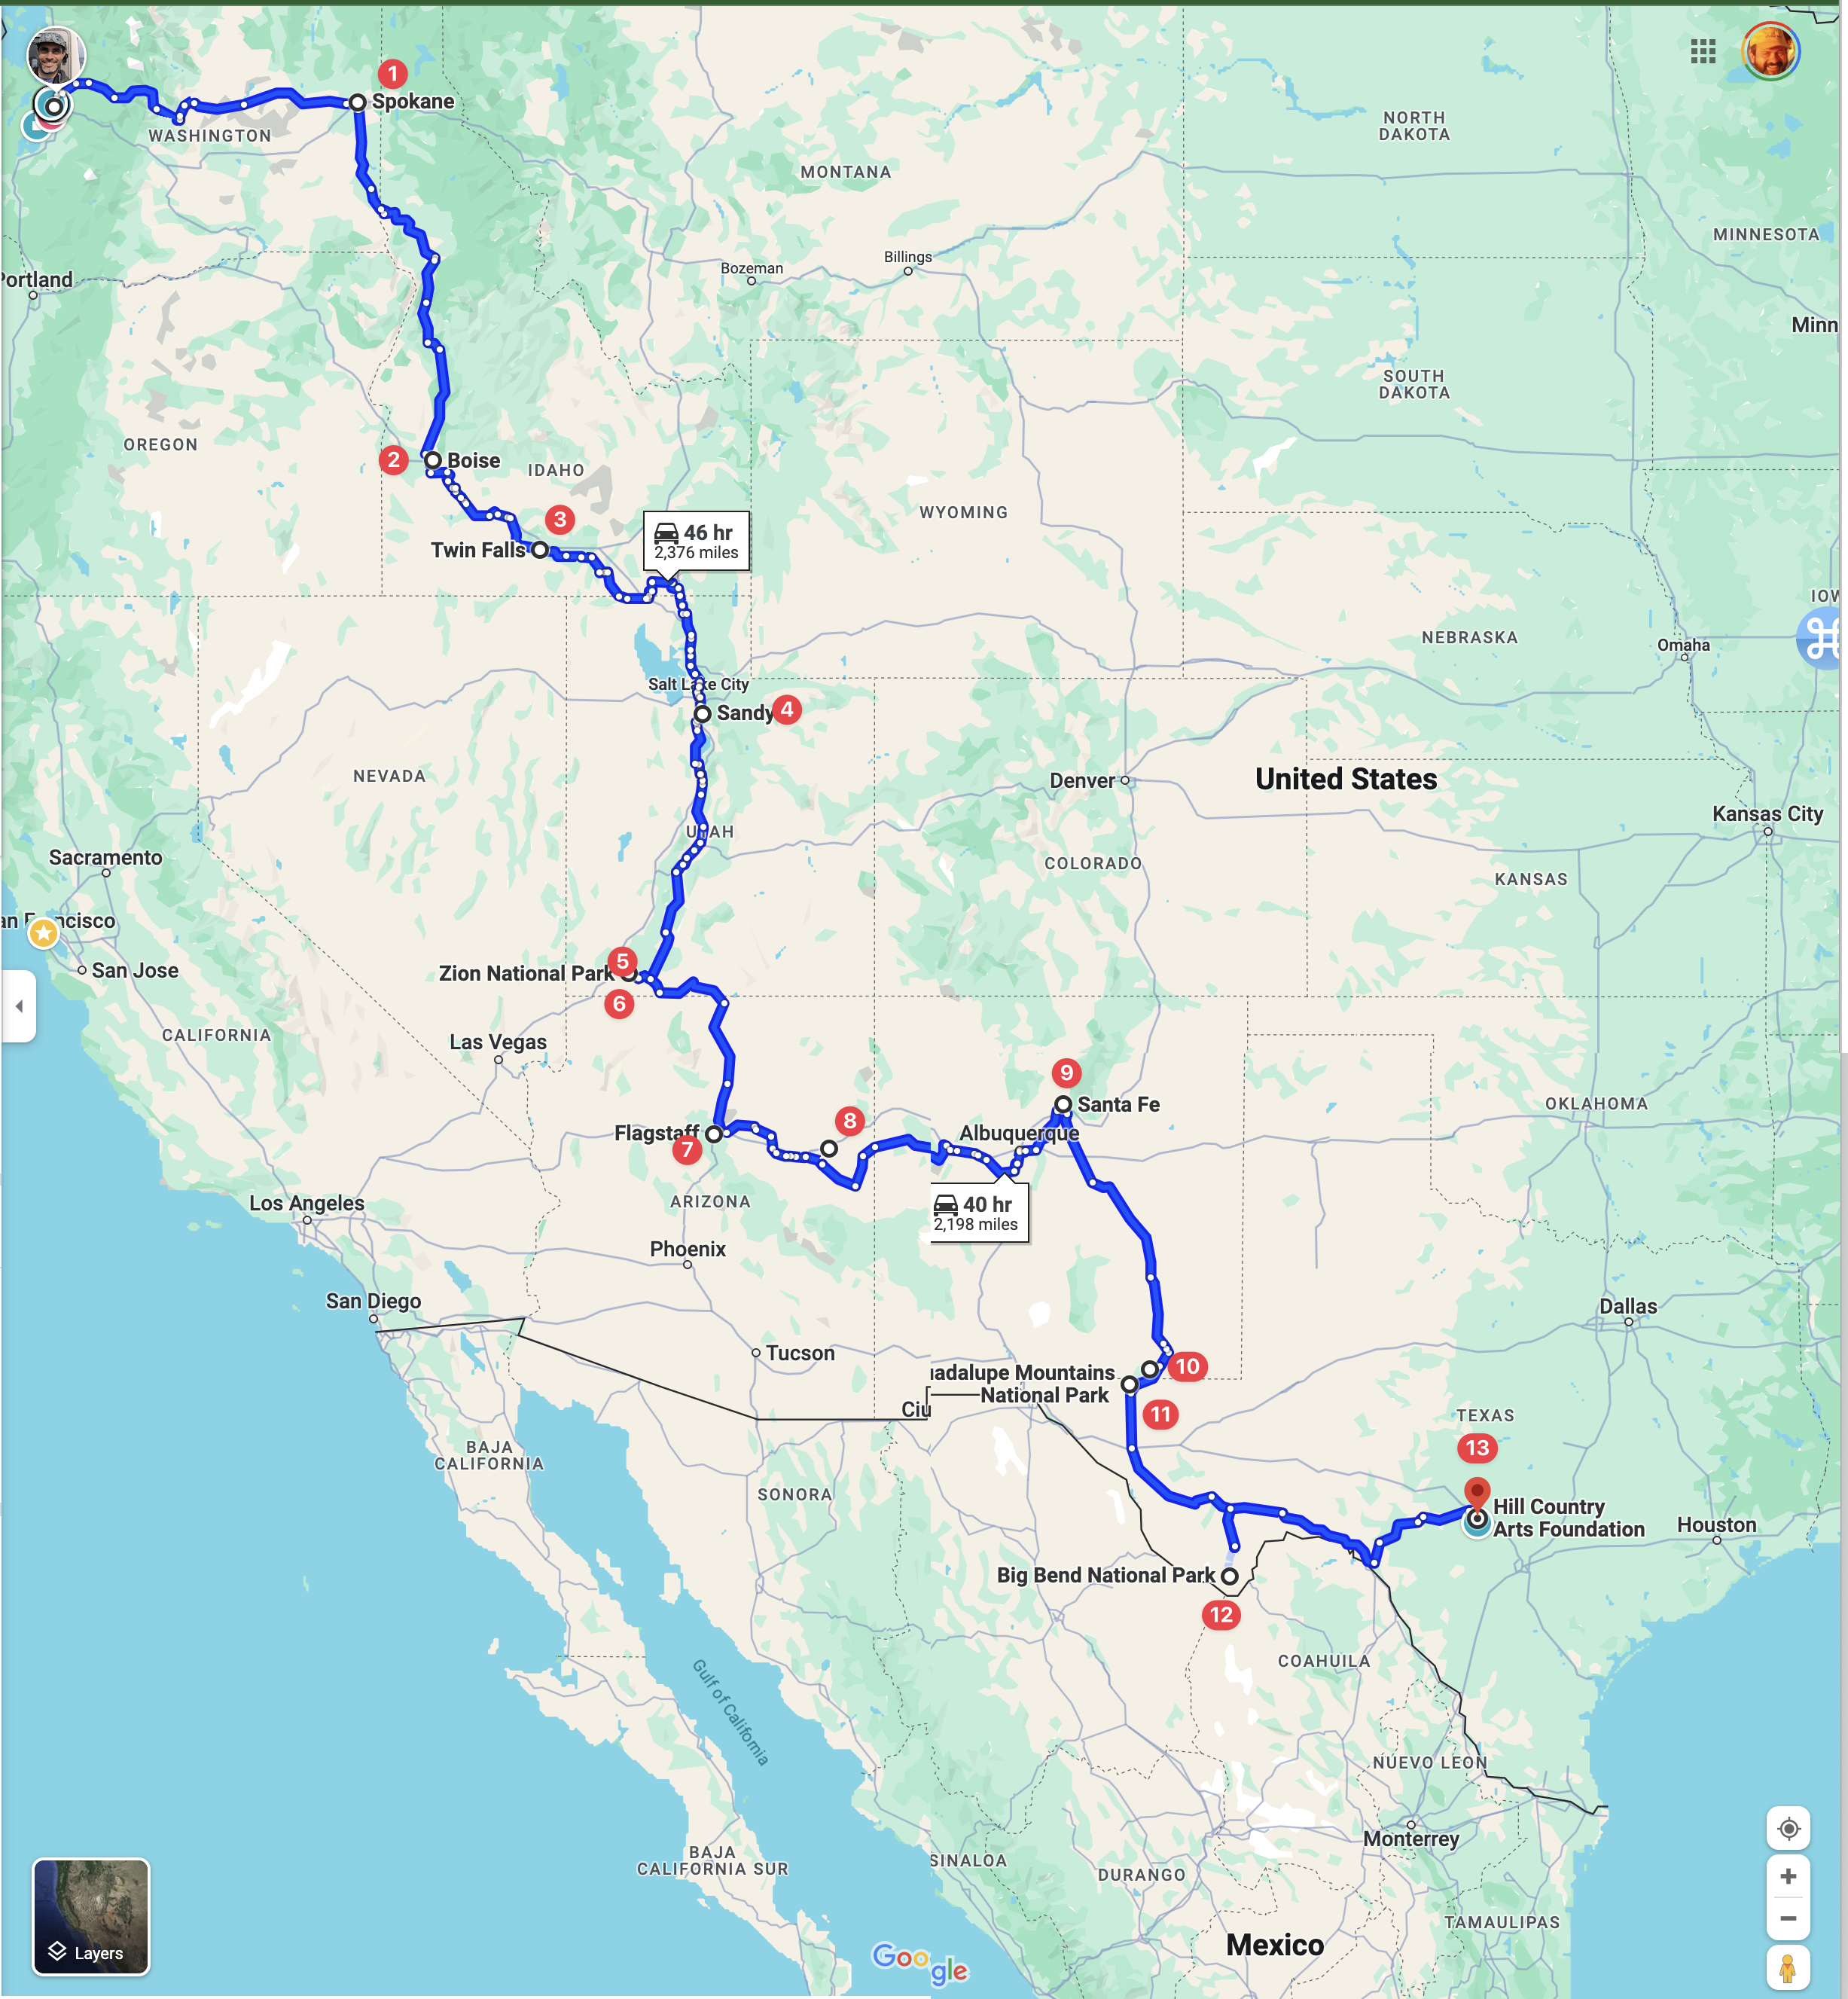 1
Spokane
WASHINGTON
NORTH
DAKOTA
MONTANA
MINNESOTA
Billings
Bozeman
Portland
Minn
SOUTH
DAKOTA
OREGON
2
Boise
IDAHO
WYOMING
3
46 hr
2,376 miles
Twin Falls
IOW
NEBRASKA
Omaha
Salt Lake City
Sandy
4
NEVADA
Denver
United States
Kansas City
UTAH
Sacramento
COLORADO
KANSAS
an Francisco
5
Zion National Park
San Jose
6
CALIFORNIA
Las Vegas
9
Santa Fe
OKLAHOMA
8
Flagstaff
Albuquerque
7
ARIZONA
Los Angeles
40 hr
2,198 miles
Phoenix
San Diego
Dallas
Tucson
10
uadalupe Mountains
National Park
Ciu
11
TEXAS
13
BAJA
CALIFORNIA
SONORA
Hill Country
Arts Foundation
Houston
Big Bend National Park
12
COAHUILA
Gulf of California
NUEVO LEON
Monterrey
BAJA
CALIFORNIA SUR
SINALOA
DURANGO
TAMAULIPAS
Mexico
Layers
Google